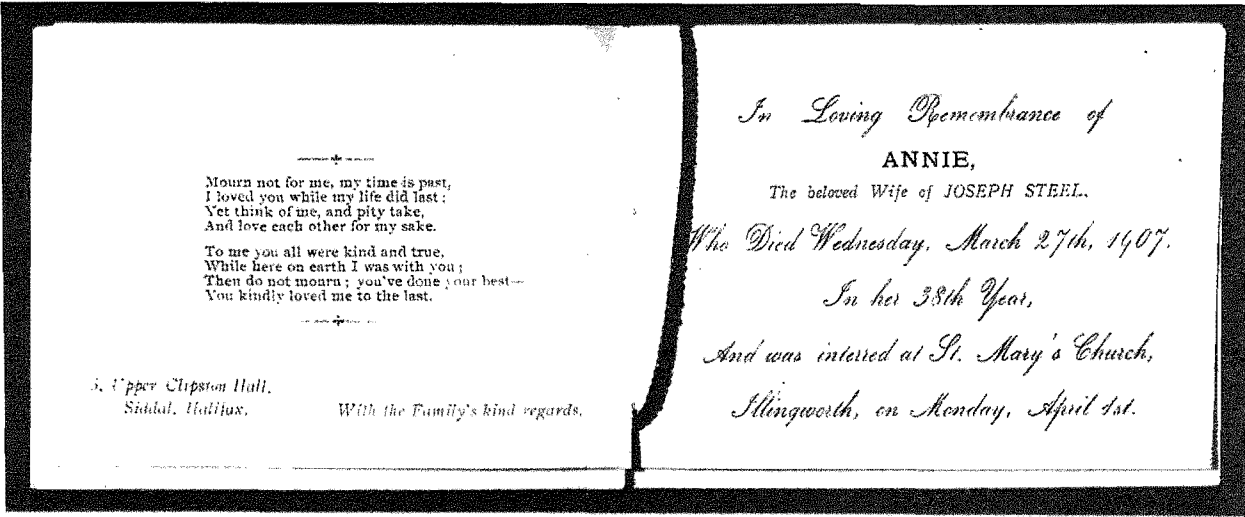 Mourn not for me, my time is past,
I loved you while my life did last;
Yet think of me, and pity take,
And love each other for my sake.
To me you all were kind and true,
While here on earth I was with you;
Then do not mourn; you've done your best—
You kindly loved me to the last.
Upper Clipston Hall,
Siddal, Halifax.
With the Family's kind regards.
In Loving Remembrance of
ANNIE,
The beloved Wife of JOSEPH STEEL.
Who Died Wednesday, March 27th, 1907.
In her 38th Year,
And was interred at St. Mary's Church,
Illingworth, on Monday, April 1st.